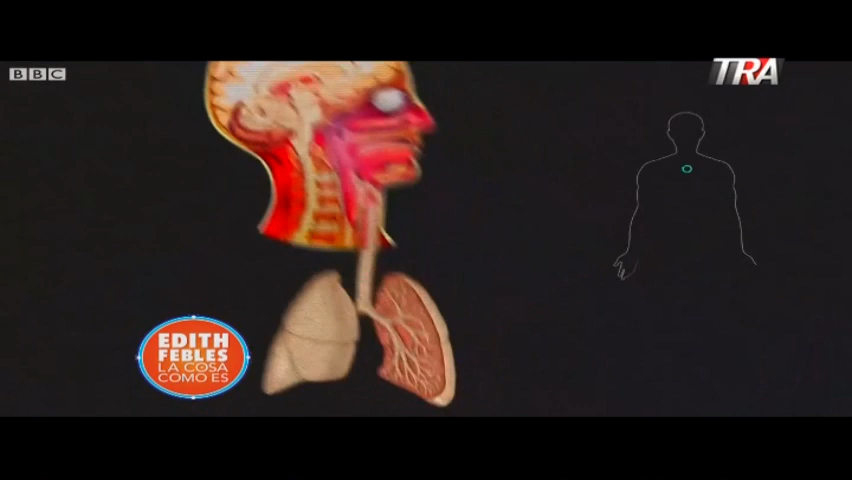 BBC
TRA
EDITH
FEBLES
LA COSA
COMO ES